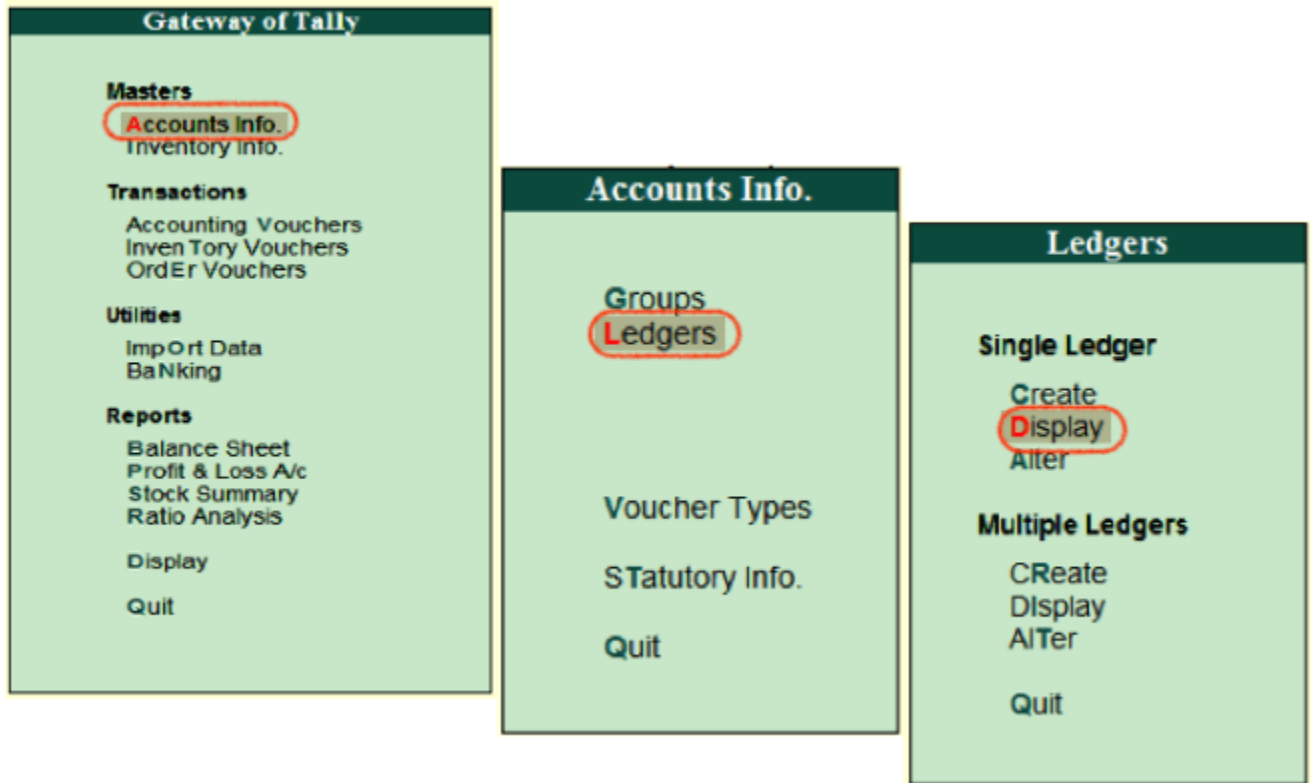 Gateway of Tally
Masters
Accounts Info.
Inventory Info.
Transactions
Accounting Vouchers
InvenTory Vouchers
OrdEr Vouchers
Utilities
ImpOrt Data
BaNking
Reports
Balance Sheet
Profit & Loss A/c
Stock Summary
Ratio Analysis
Display
Quit
Accounts Info.
Groups
Ledgers
Voucher Types
STatutory Info.
Quit
Ledgers
Single Ledger
Create
Display
Alter
Multiple Ledgers
CReate
DIsplay
AlTer
Quit